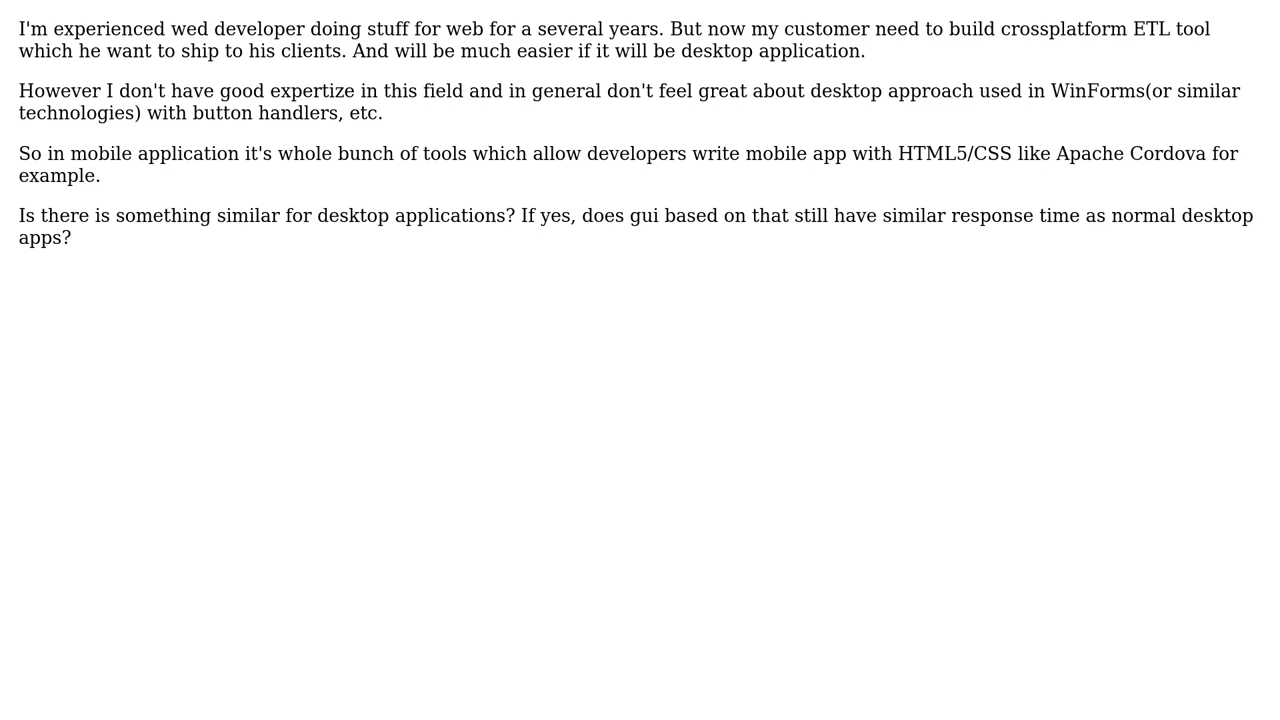 I'm experienced wed developer doing stuff for web for a several years. But now my customer need to build crossplatform ETL tool
which he want to ship to his clients. And will be much easier if it will be desktop application.
However I don't have good expertize in this field and in general don't feel great about desktop approach used in WinForms(or similar
technologies) with button handlers, etc.
So in mobile application it's whole bunch of tools which allow developers write mobile app with HTML5/CSS like Apache Cordova for
example.
Is there is something similar for desktop applications? If yes, does gui based on that still have similar response time as normal desktop
apps?